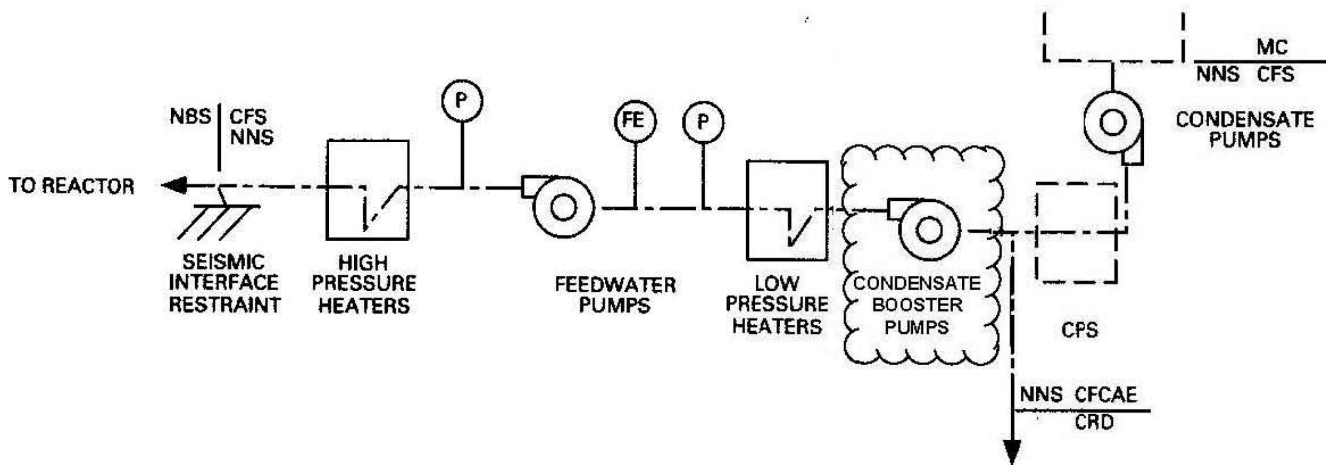 MC
NNS CFS
CONDENSATE
PUMPS
P
FE
P
NBS CFS
NNS
TO REACTOR
SEISMIC
INTERFACE
RESTRAINT
HIGH
PRESSURE
HEATERS
FEEDWATER
PUMPS
LOW
PRESSURE
HEATERS
CONDENSATE
BOOSTER
PUMPS
CPS
NNS CFCAE
CRD